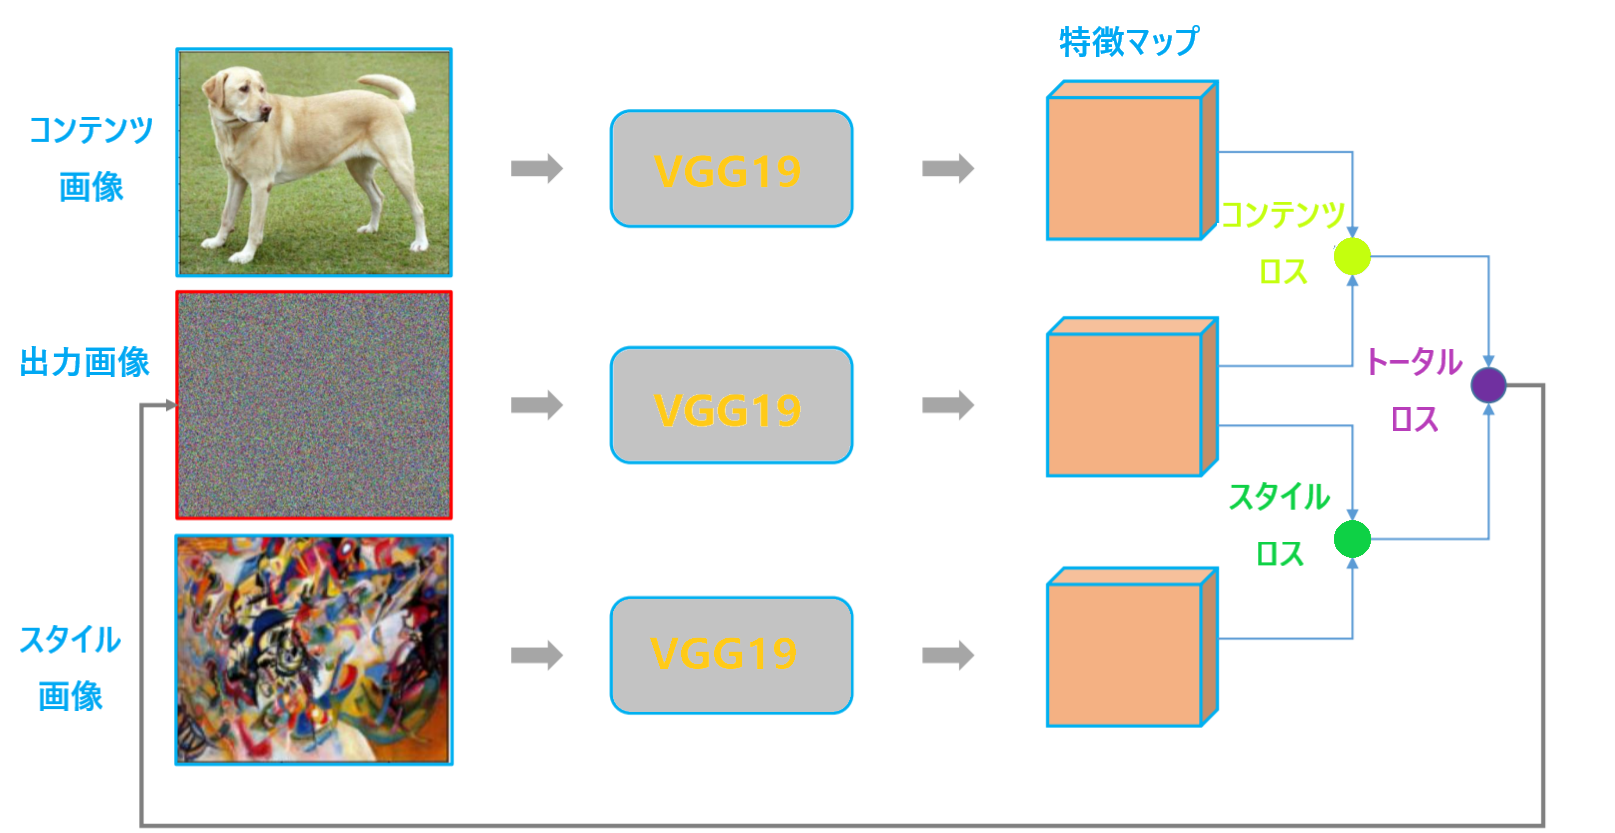 特徴マップ
コンテンツ
画像
VGG19
コンテンツ
ロス
出力画像
VGG19
トータル
ロス
スタイル
ロス
スタイル
画像
VGG19